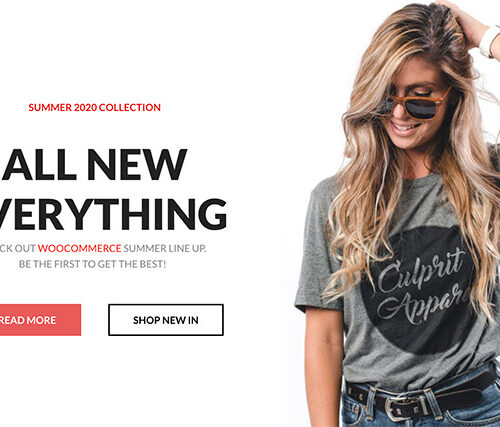 SUMMER 2020 COLLECTION
ALL NEW
VERYTHING
CK OUT WOOCOMMERCE SUMMER LINE UP.
BE THE FIRST TO GET THE BEST!
READ MORE
SHOP NEW IN
Culprit
Appare